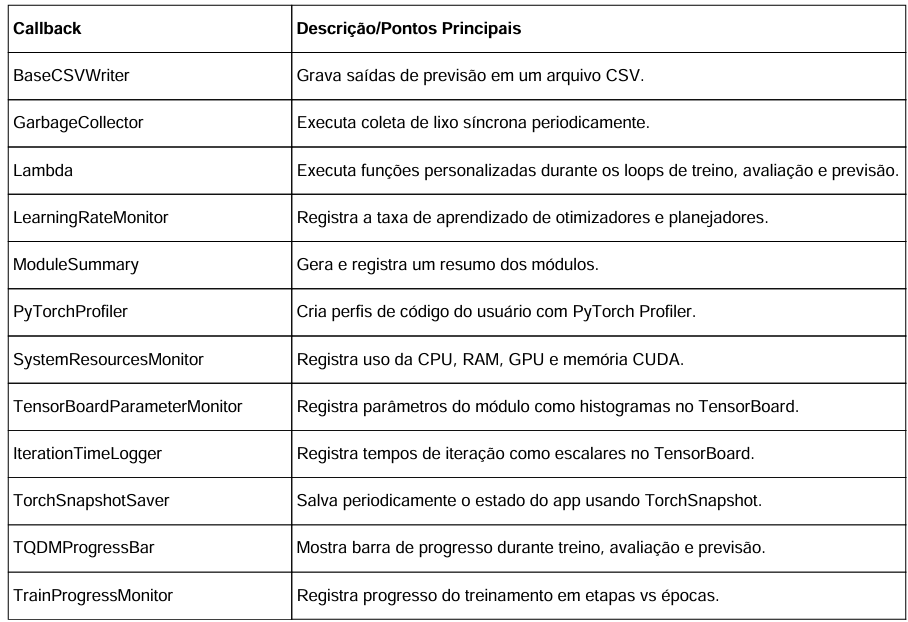 Callback Descrição/Pontos Principais
BaseCSVWriter Grava saídas de previsão em um arquivo CSV.
GarbageCollector Executa coleta de lixo síncrona periodicamente.
Lambda Executa funções personalizadas durante os loops de treino, avaliação e previsão.
LearningRateMonitor Registra a taxa de aprendizado de otimizadores e planejadores.
ModuleSummary Gera e registra um resumo dos módulos.
PyTorchProfiler Cria perfis de código do usuário com PyTorch Profiler.
SystemResourcesMonitor Registra uso da CPU, RAM, GPU e memória CUDA.
TensorBoardParameterMonitor Registra parâmetros do módulo como histogramas no TensorBoard.
IterationTimeLogger Registra tempos de iteração como escalares no TensorBoard.
TorchSnapshotSaver Salva periodicamente o estado do app usando TorchSnapshot.
TQDMProgressBar Mostra barra de progresso durante treino, avaliação e previsão.
TrainProgressMonitor Registra progresso do treinamento em etapas vs épocas.